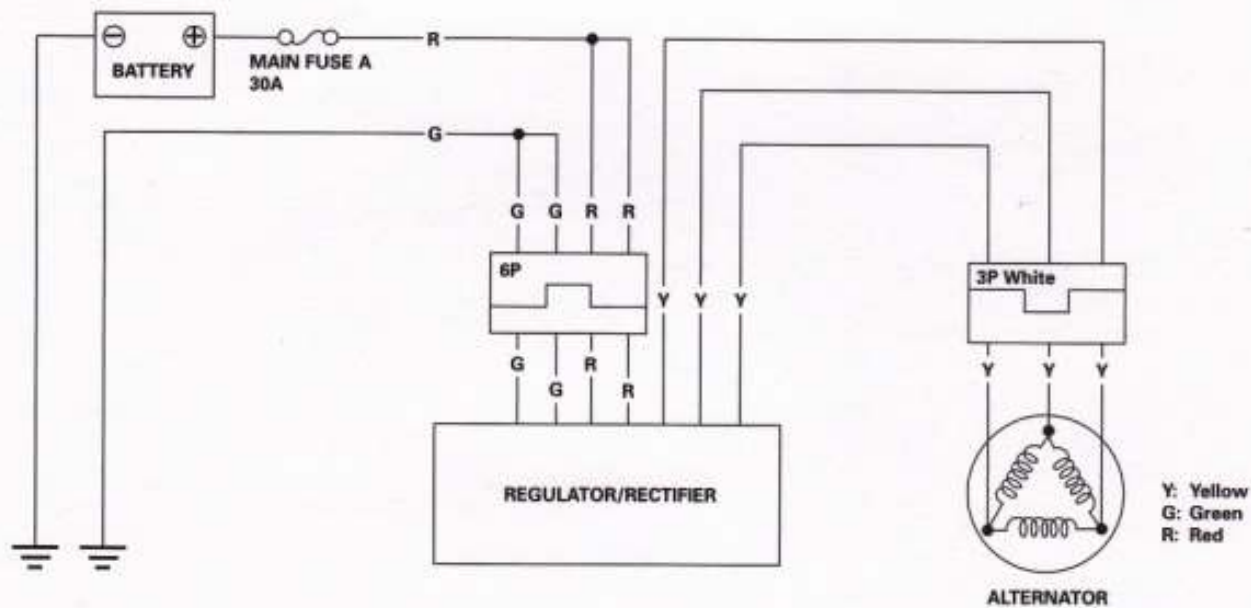 BATTERY
MAIN FUSE A
30A
R
G
G G R R
6P
Y Y Y
3P White
G R
G R
Y Y Y
REGULATOR/RECTIFIER
Y: Yellow
G: Green
R: Red
ALTERNATOR